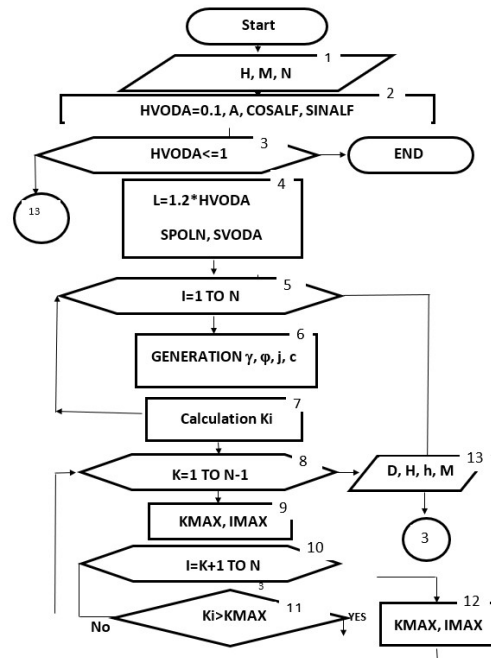 Start
1
H, M, N
2
HVODA=0.1, A, COSALF, SINALF
3
HVODA<=1
END
4
13
L=1.2*HVODA
SPOLN, SVODA
5
I=1 TO N
6
GENERATION γ, φ, j, c
7
Calculation Ki
8
K=1 TO N-1
13
D, H, h, M
9
KMAX, IMAX
3
10
I=K+1 TO N
3
11
Ki>KMAX
No
YES
12
KMAX, IMAX